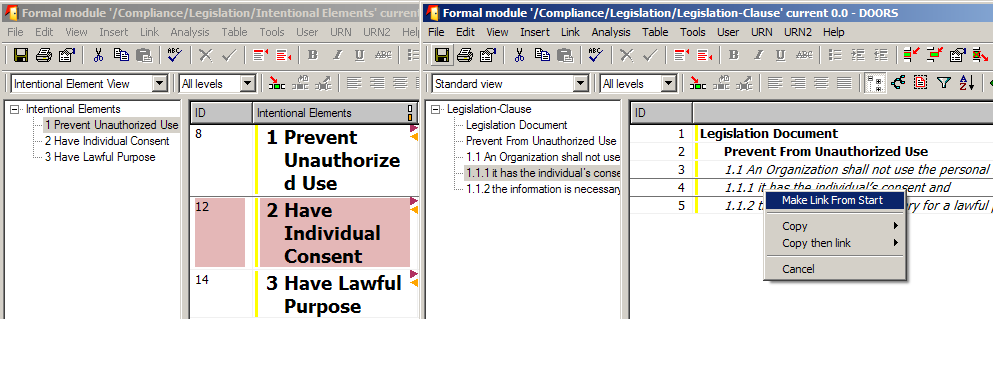 Formal module '/Compliance/Legislation/Intentional Elements' current
File Edit View Insert Link Analysis Table Tools User URN URN2
B I U S
Intentional Element View All levels
Intentional Elements
1 Prevent Unauthorized Use
2 Have Individual Consent
3 Have Lawful Purpose
ID Intentional Elements
8 1 Prevent
Unauthorize
d Use
12 2 Have
Individual
Consent
14 3 Have Lawful
Purpose
Formal module '/Compliance/Legislation/Legislation-Clause' current 0.0 - DOORS
File Edit View Insert Link Analysis Table Tools User URN URN2 Help
B I U S
Standard view All levels
Legislation-Clause
Legislation Document
Prevent From Unauthorized Use
1.1 An Organization shall not use
1.1.1 it has the individual's conse
1.1.2 the information is necessary
ID
1 Legislation Document
2 Prevent From Unauthorized Use
3 1.1 An Organization shall not use the personal
4 1.1.1 it has the individual's consent and
5 1.1.2 t ry for a lawful p
Make Link From Start
Copy
Copy then link
Cancel